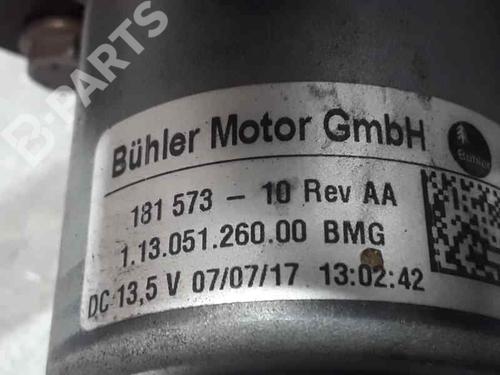 B-PARTS
Bühler Motor GmbH
Bühler
181 573 - 10 Rev AA
1.13.051.260.00 BMG
DC 13,5 V 07/07/17 13:02:42